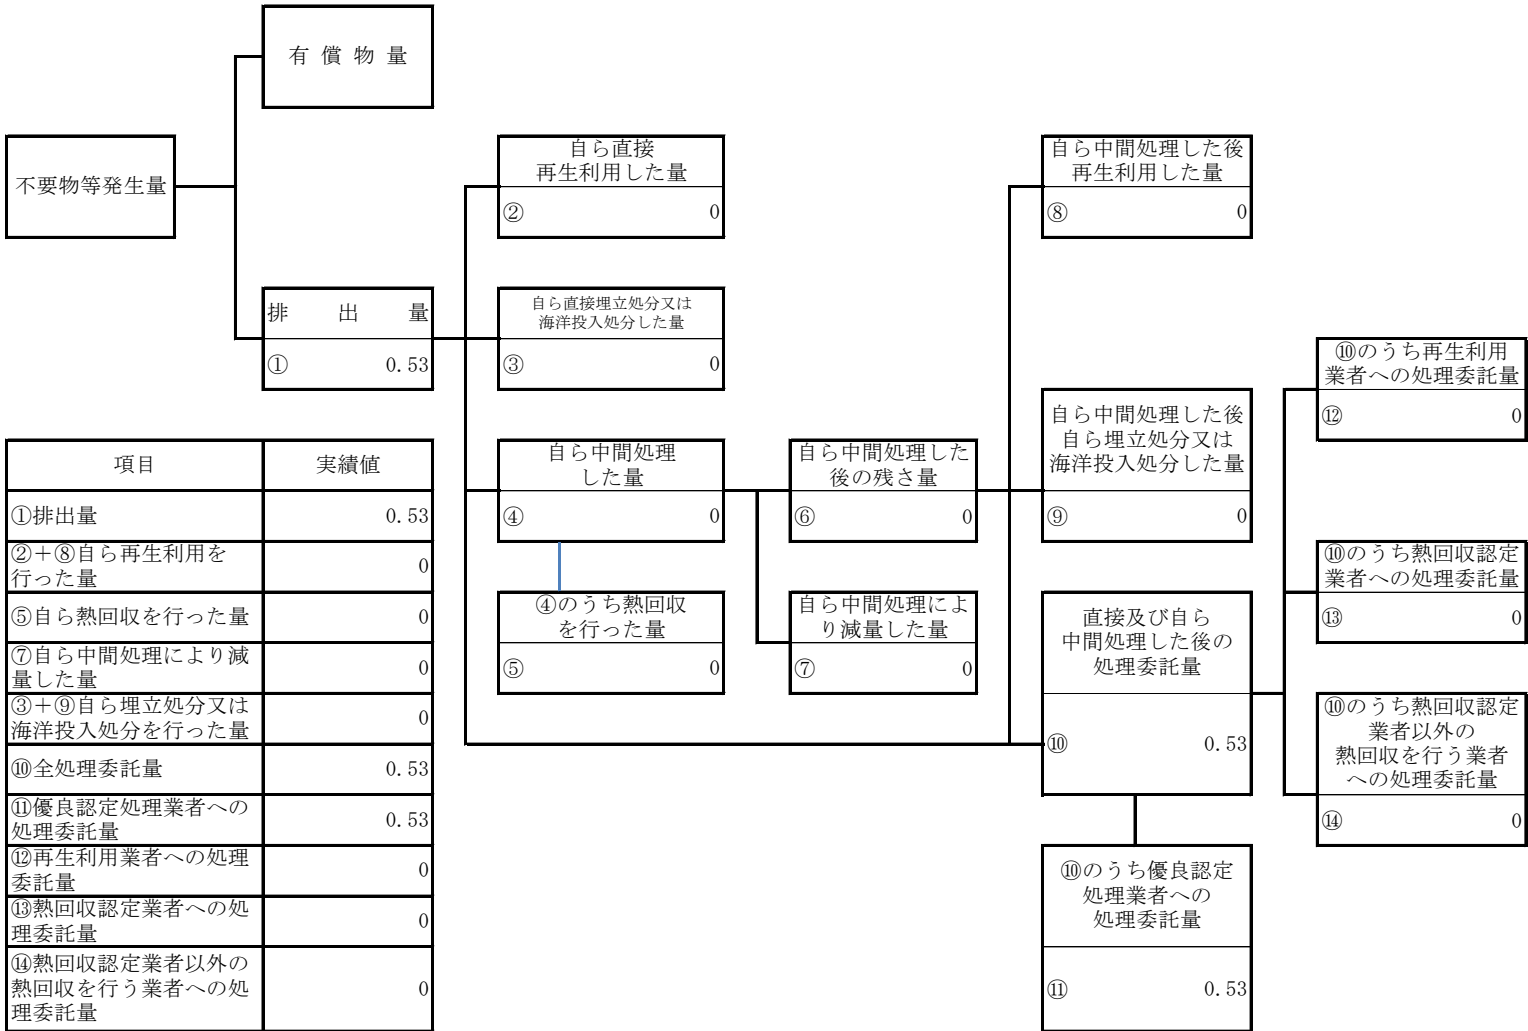 有償物量
不要物等発生量
自ら直接
再生利用した量
② 0
自ら中間処理した後
再生利用した量
⑧ 0
排出量
① 0.53
自ら直接埋立処分又は
海洋投入処分した量
③ 0
⑩のうち再生利用
業者への処理委託量
⑫ 0
自ら中間処理
した量
④ 0
自ら中間処理した
後の残さ量
⑥ 0
自ら中間処理した後
自ら埋立処分又は
海洋投入処分した量
⑨ 0
④のうち熱回収
を行った量
⑤ 0
自ら中間処理によ
り減量した量
⑦ 0
直接及び自ら
中間処理した後の
処理委託量
⑩ 0.53
⑩のうち熱回収認定
業者への処理委託量
⑬ 0
⑩のうち熱回収認定
業者以外の
熱回収を行う業者
への処理委託量
⑭ 0
⑩のうち優良認定
処理業者への
処理委託量
⑪ 0.53
項目 実績値
①排出量 0.53
②＋⑧自ら再生利用を
行った量 0
⑤自ら熱回収を行った量 0
⑦自ら中間処理により減
量した量 0
③＋⑨自ら埋立処分又は
海洋投入処分を行った量 0
⑩全処理委託量 0.53
⑪優良認定処理業者への
処理委託量 0.53
⑫再生利用業者への処理
委託量 0
⑬熱回収認定業者への処
理委託量 0
⑭熱回収認定業者以外の
熱回収を行う業者への処
理委託量 0